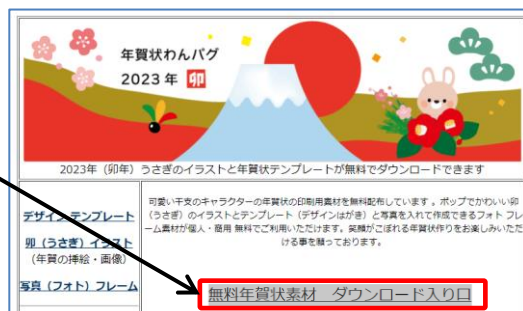 年賀状わんパグ
2023年 卯
2023年(卯年)うさぎのイラストと年賀状テンプレートが無料でダウンロードできます
デザインテンプレート
卯(うさぎ)イラスト
(年賀の挿絵・画像)
写真(フォト)フレーム
可愛い干支のキャラクターの年賀状の印刷用素材を無料配布しています。ポップでかわいい卯
(うさぎ)のイラストとテンプレート(デザインはがき)と写真を入れて作成できるフォト フレ
ーム素材が個人・商用 無料でご利用いただけます。笑顔がこぼれる年賀状作りをお楽しみいただ
ける事を願っております。
無料年賀状素材 ダウンロード入り口